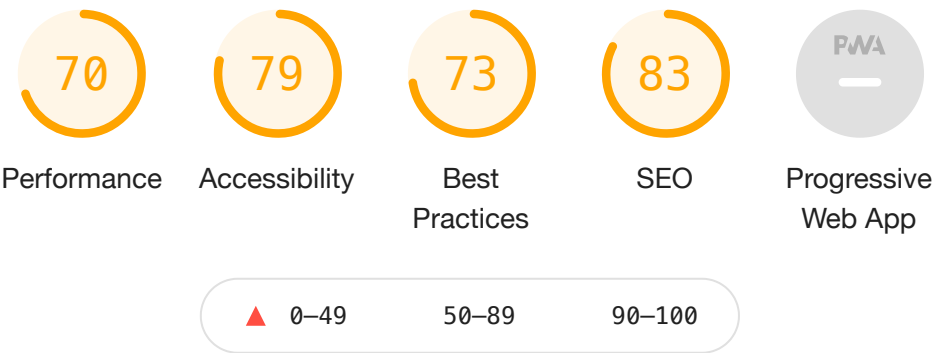 70 79 73 83 PWA
Performance Accessibility Best Practices SEO Progressive Web App
0–49 50–89 90–100